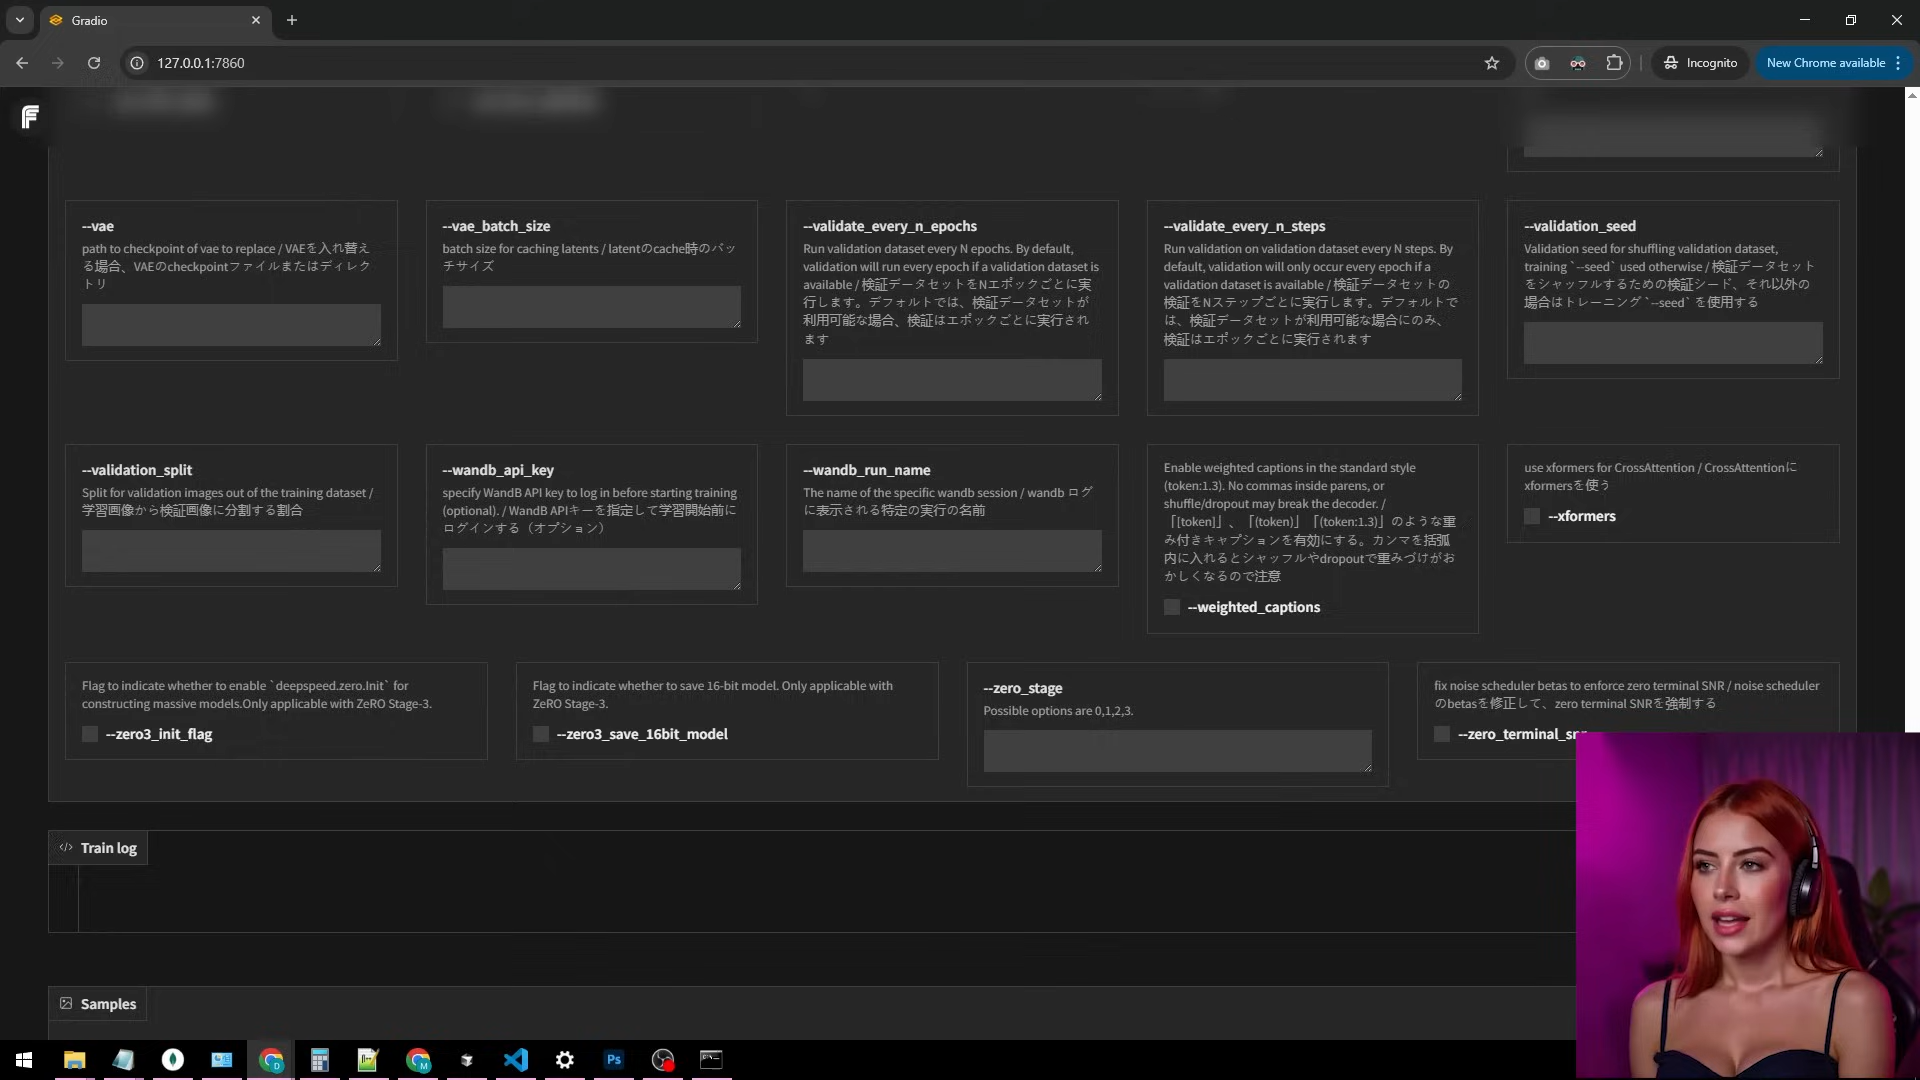 Gradio
127.0.0.1:7860
Incognito
New Chrome available
--vae
path to checkpoint of vae to replace / VAEを入れ替え
る場合、VAEのcheckpointファイルまたはディレク
トリ
--vae_batch_size
batch size for caching latents / latentのcache時のバッ
チサイズ
--validate_every_n_epochs
Run validation dataset every N epochs. By default,
validation will run every epoch if a validation dataset is
available / 検証データセットをNエポックごとに実
行します。デフォルトでは、検証データセットが
利用可能な場合、検証はエポックごとに実行され
ます
--validate_every_n_steps
Run validation on validation dataset every N steps. By
default, validation will only occur every epoch if a
validation dataset is available / 検証データセットの
検証をNステップごとに実行します。デフォルトで
は、検証データセットが利用可能な場合にのみ、
検証はエポックごとに実行されます
--validation_seed
Validation seed for shuffling validation dataset,
training `--seed` used otherwise / 検証データセット
をシャッフルするための検証シード、それ以外の
場合はトレーニング `--seed` を使用する
--validation_split
Split for validation images out of the training dataset /
学習画像から検証画像に分割する割合
--wandb_api_key
specify WandB API key to log in before starting training
(optional). / WandB APIキーを指定して学習開始前に
ログインする（オプション）
--wandb_run_name
The name of the specific wandb session / wandb ログ
に表示される特定の実行の名前
Enable weighted captions in the standard style
(token:1.3). No commas inside parens, or
shuffle/dropout may break the decoder. /
「[token]」、「(token)」「(token:1.3)」のような重
み付きキャプションを有効にする。カンマを括弧
内に入れるとシャッフルやdropoutで重みづけがお
かしくなるので注意
--weighted_captions
use xformers for CrossAttention / CrossAttentionに
xformersを使う
--xformers
Flag to indicate whether to enable `deepspeed.zero.Init` for
constructing massive models.Only applicable with ZeRO Stage-3.
--zero3_init_flag
Flag to indicate whether to save 16-bit model. Only applicable with
ZeRO Stage-3.
--zero3_save_16bit_model
--zero_stage
Possible options are 0,1,2,3.
fix noise scheduler betas to enforce zero terminal SNR / noise scheduler
のbetasを修正して、zero terminal SNRを強制する
--zero_terminal_snr
Train log
Samples